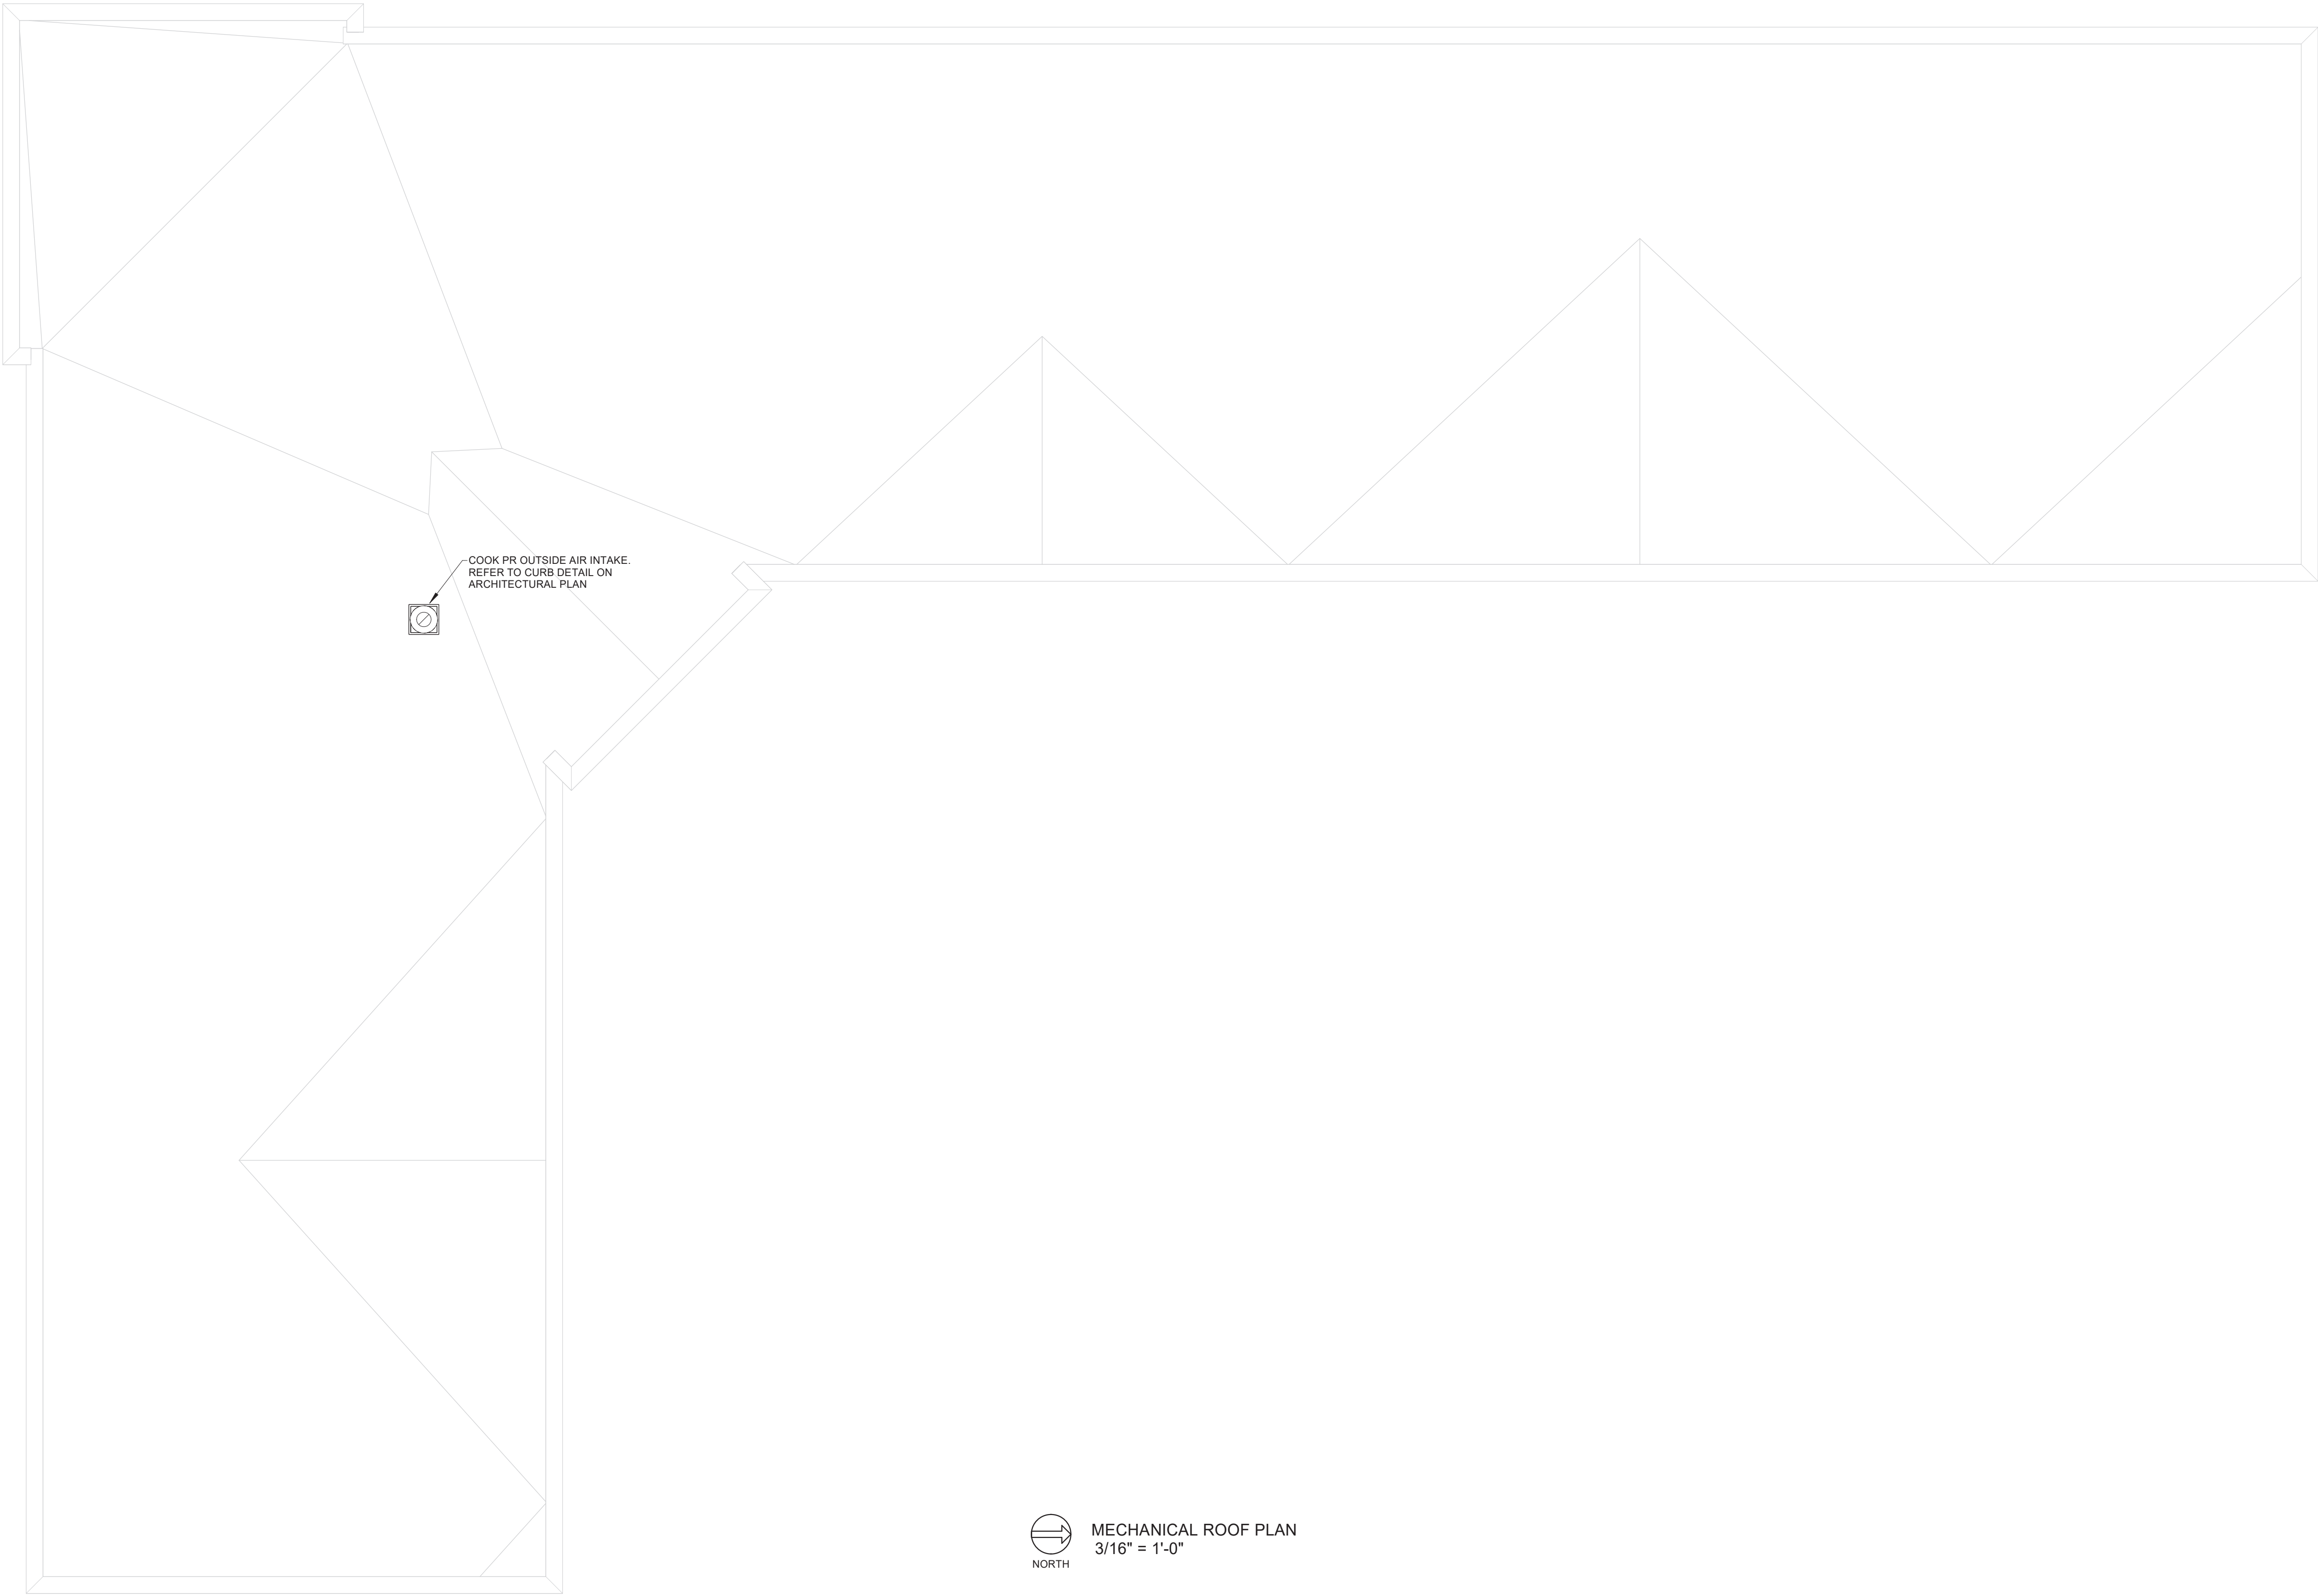 COOK PR OUTSIDE AIR INTAKE.
REFER TO CURB DETAIL ON
ARCHITECTURAL PLAN
MECHANICAL ROOF PLAN
3/16" = 1'-0"
NORTH